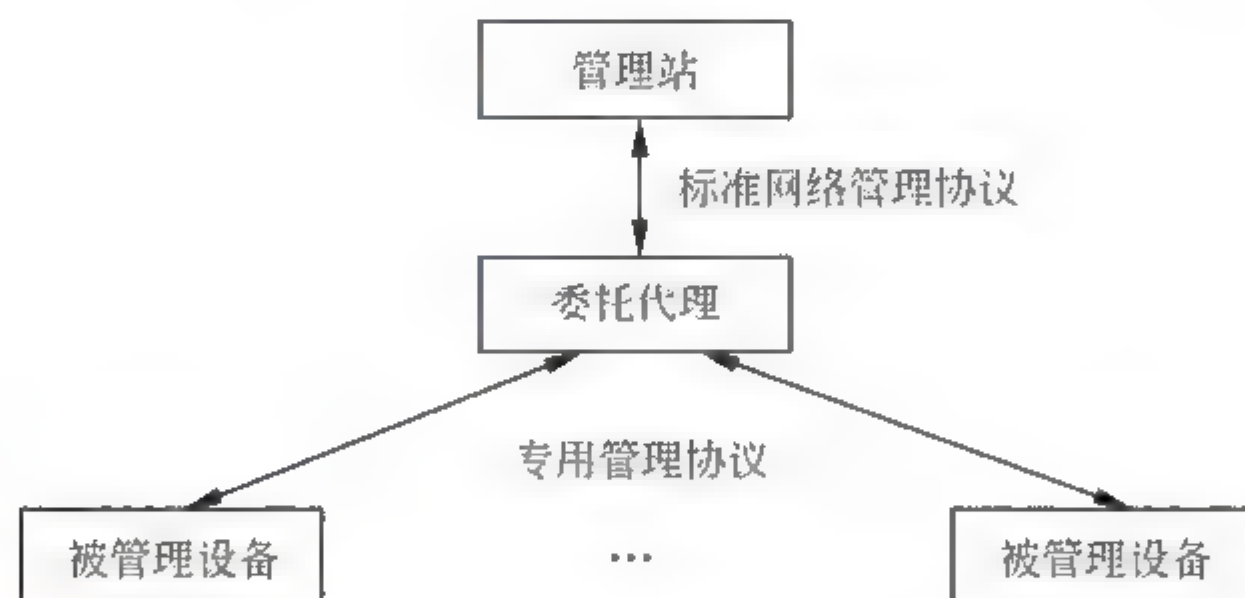 管理站
标准网络管理协议
委托代理
专用管理协议
被管理设备
…
被管理设备